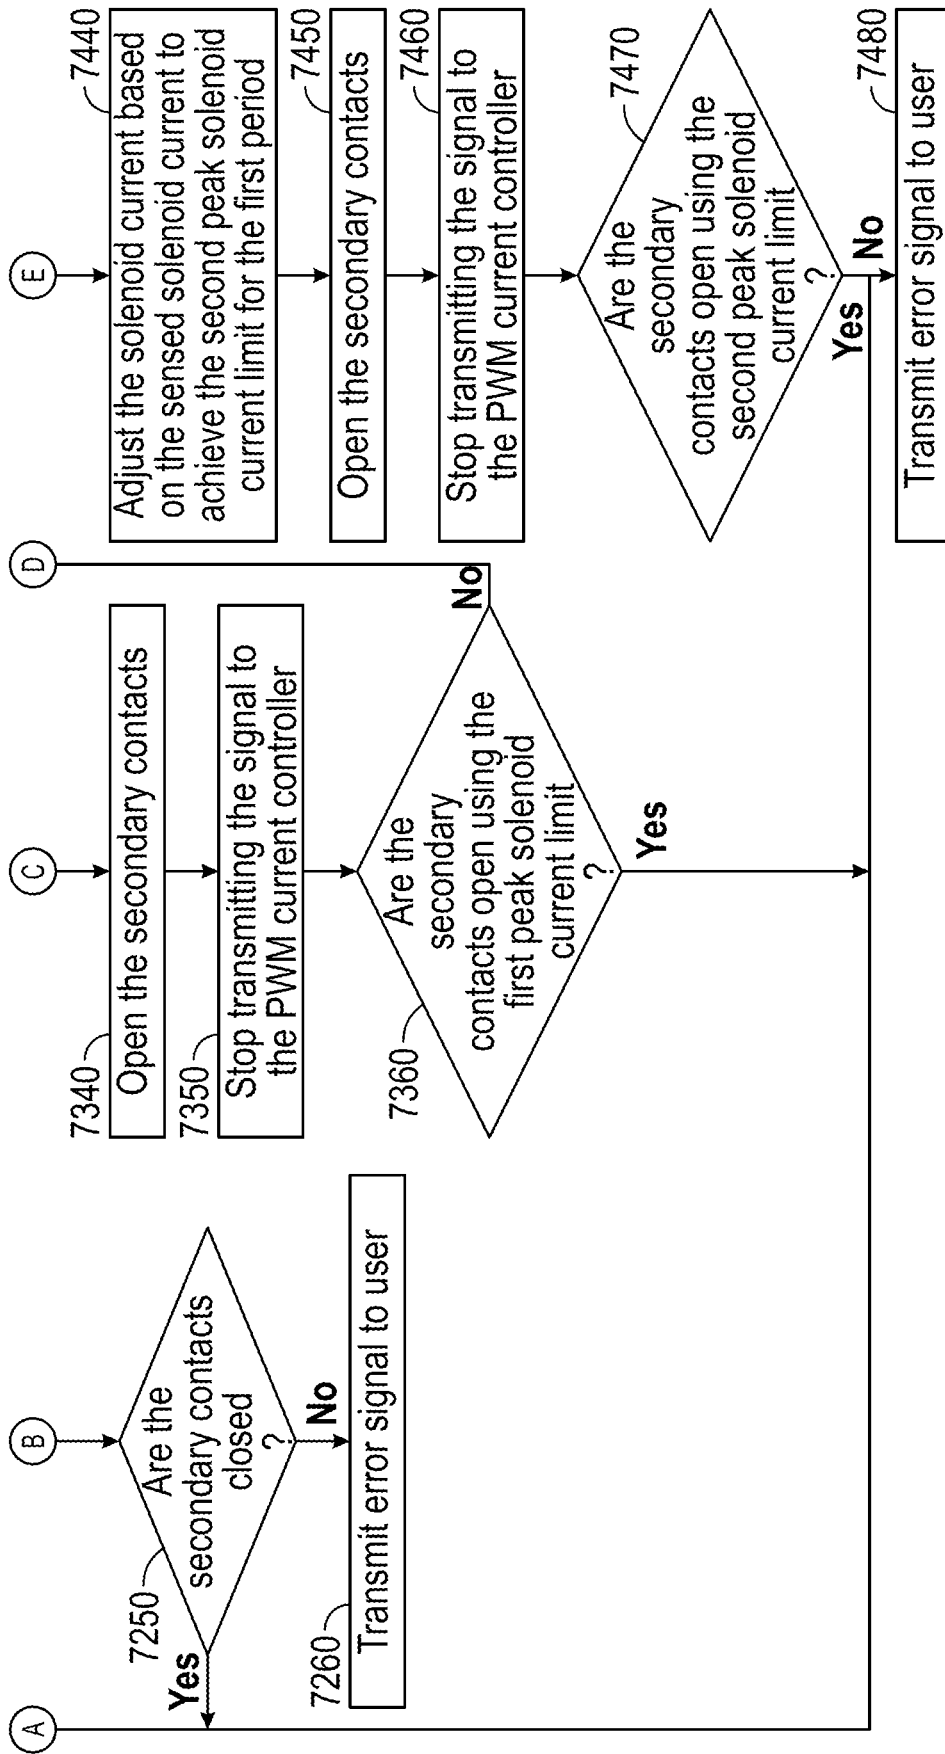 A
B
7250
Are the
secondary contacts
closed
?
Yes
No
7260
Transmit error signal to user
C
7340
Open the secondary contacts
7350
Stop transmitting the signal to
the PWM current controller
7360
Are the
secondary
contacts open using the
first peak solenoid
current limit
?
No
Yes
D
E
7440
Adjust the solenoid current based
on the sensed solenoid current to
achieve the second peak solenoid
current limit for the first period
7450
Open the secondary contacts
7460
Stop transmitting the signal to
the PWM current controller
7470
Are the
secondary
contacts open using the
second peak solenoid
current limit
?
Yes
No
7480
Transmit error signal to user